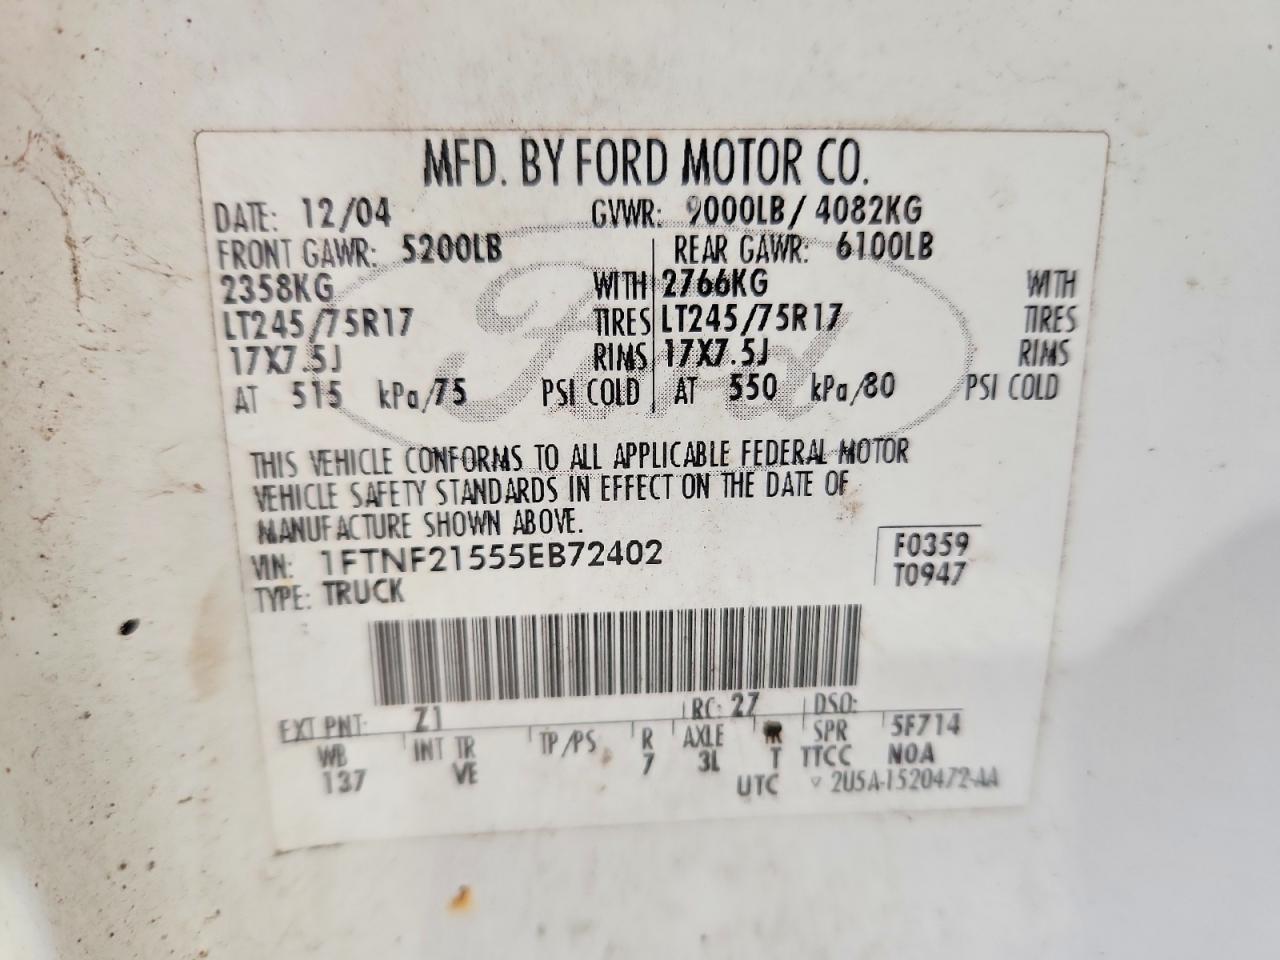 MFD. BY FORD MOTOR CO.
DATE: 12/04 GVWR: 9000LB / 4082KG
FRONT GAWR: 5200LB REAR GAWR: 6100LB
2358KG WITH 2766KG WITH
LT245/75R17 TIRES LT245/75R17 TIRES
17X7.5J RIMS 17X7.5J RIMS
AT 515 kPa/75 PSI COLD AT 550 kPa/80 PSI COLD
Ford
THIS VEHICLE CONFORMS TO ALL APPLICABLE FEDERAL MOTOR
VEHICLE SAFETY STANDARDS IN EFFECT ON THE DATE OF
MANUFACTURE SHOWN ABOVE.
VIN: 1FTNF21555EB72402 F0359
TYPE: TRUCK T0947
EXT PNT: Z1 RC: 27 DSO:
WB INT TR TP/PS R AXLE TR SPR 5F714
137 VE 7 3L T TTCC N0A
UTC ▽ 2U5A-1520472-AA